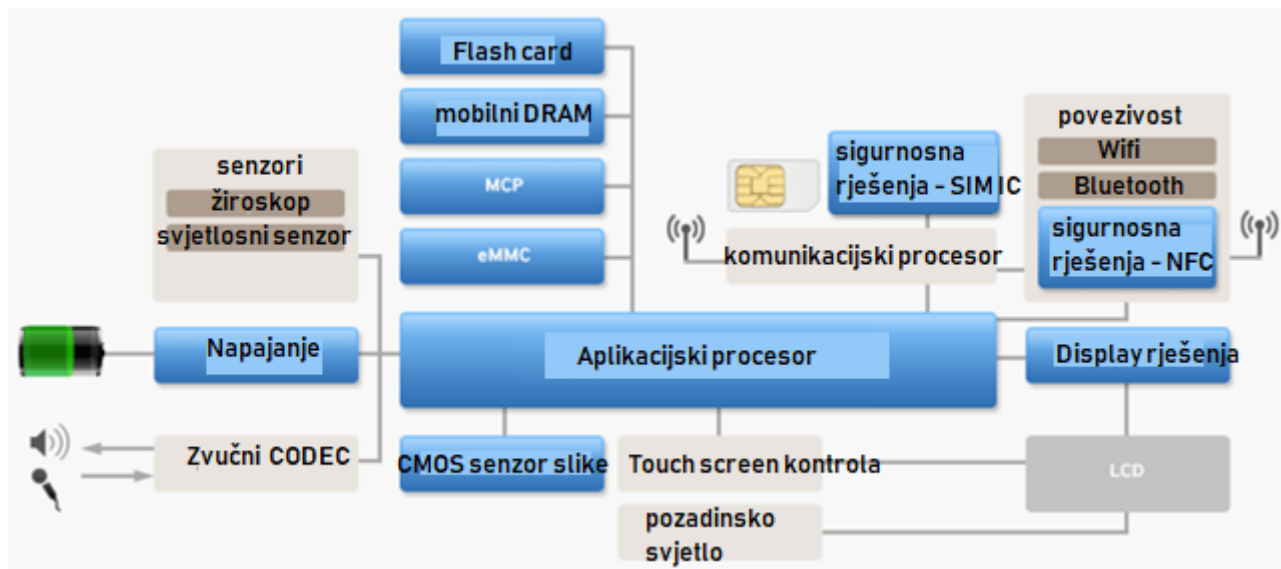 Flash card
mobilni DRAM
MCP
eMMC
senzori
žiroskop
svjetlosni senzor
sigurnosna
rješenja - SIM IC
povezivost
Wifi
Bluetooth
sigurnosna
rješenja - NFC
komunikacijski procesor
Napajanje
Aplikacijski procesor
Display rješenja
Zvučni CODEC
CMOS senzor slike
Touch screen kontrola
LCD
pozadinsko
svjetlo